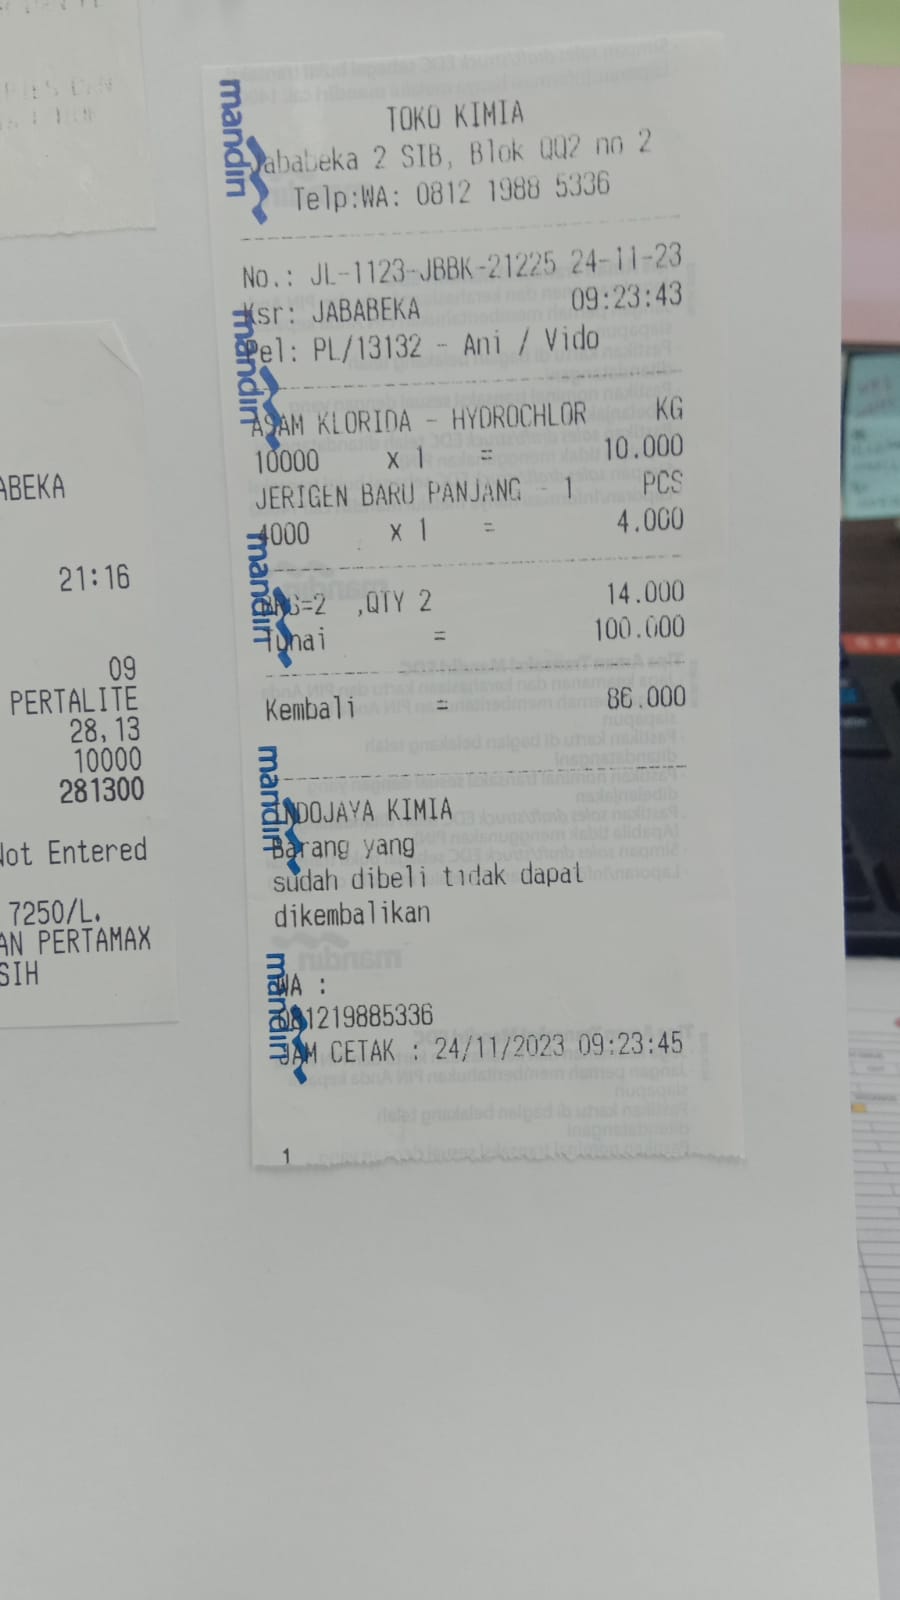 TOKO KIMIA
Jababeka 2 SIB, Blok QQ2 no 2
Telp:WA: 0812 1988 5336
No.: JL-1123-JBBK-21225 24-11-23
Ksr: JABABEKA 09:23:43
Pel: PL/13132 - Ani / Vido
ASAM KLORIDA - HYDROCHLOR KG
10000 x 1 = 10.000
JERIGEN BARU PANJANG - 1 PCS
4000 x 1 = 4.000
BRG=2 ,QTY 2 14.000
Tunai = 100.000
Kembali = 86.000
INDOJAYA KIMIA
Barang yang
sudah dibeli tidak dapat
dikembalikan
WA :
081219885336
JAM CETAK : 24/11/2023 09:23:45
1
mandiri
mandiri
mandiri
mandiri
mandiri
ABEKA
21:16
09
PERTALITE
28,13
10000
281300
Not Entered
7250/L.
AN PERTAMAX
SIH